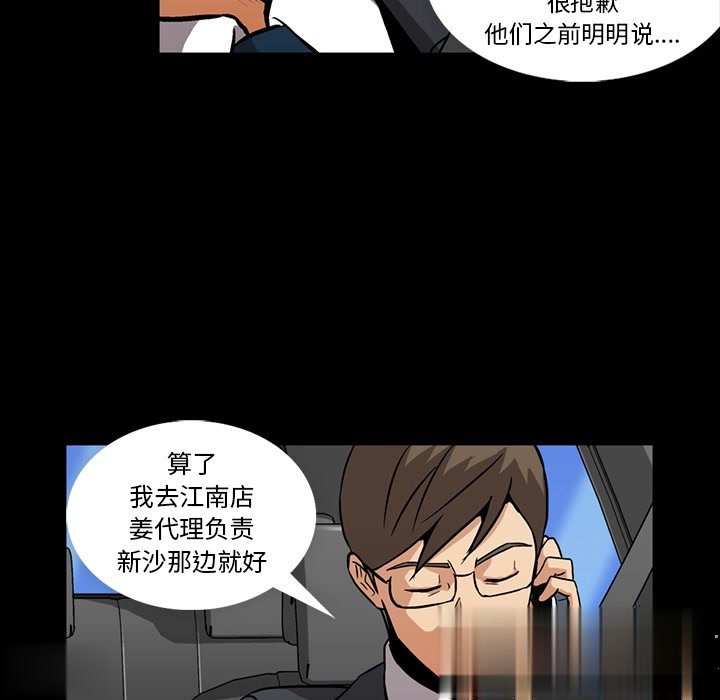 很抱歉
他们之前明明说....
算了
我去江南店
姜代理负责
新沙那边就好